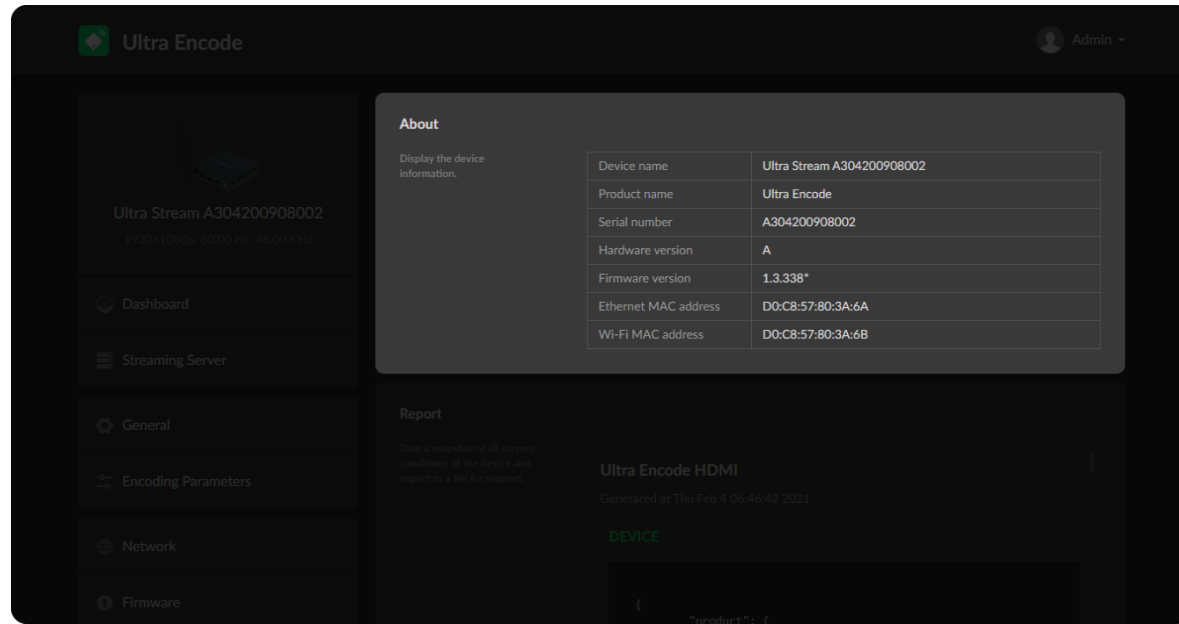 Ultra Encode
Admin
Ultra Stream A304200908002
1920×1080p, 60.00 Hz, 48.00 KHz
Dashboard
Streaming Server
General
Encoding Parameters
Network
Firmware
About
Display the device
information.
Device name Ultra Stream A304200908002
Product name Ultra Encode
Serial number A304200908002
Hardware version A
Firmware version 1.3.338*
Ethernet MAC address D0:C8:57:80:3A:6A
Wi-Fi MAC address D0:C8:57:80:3A:6B
Report
Take a snapshot of all current
conditions of the device and
export to a file for support.
Ultra Encode HDMI
Generated at Thu Feb 4 06:46:42 2021
DEVICE
{
"product": {